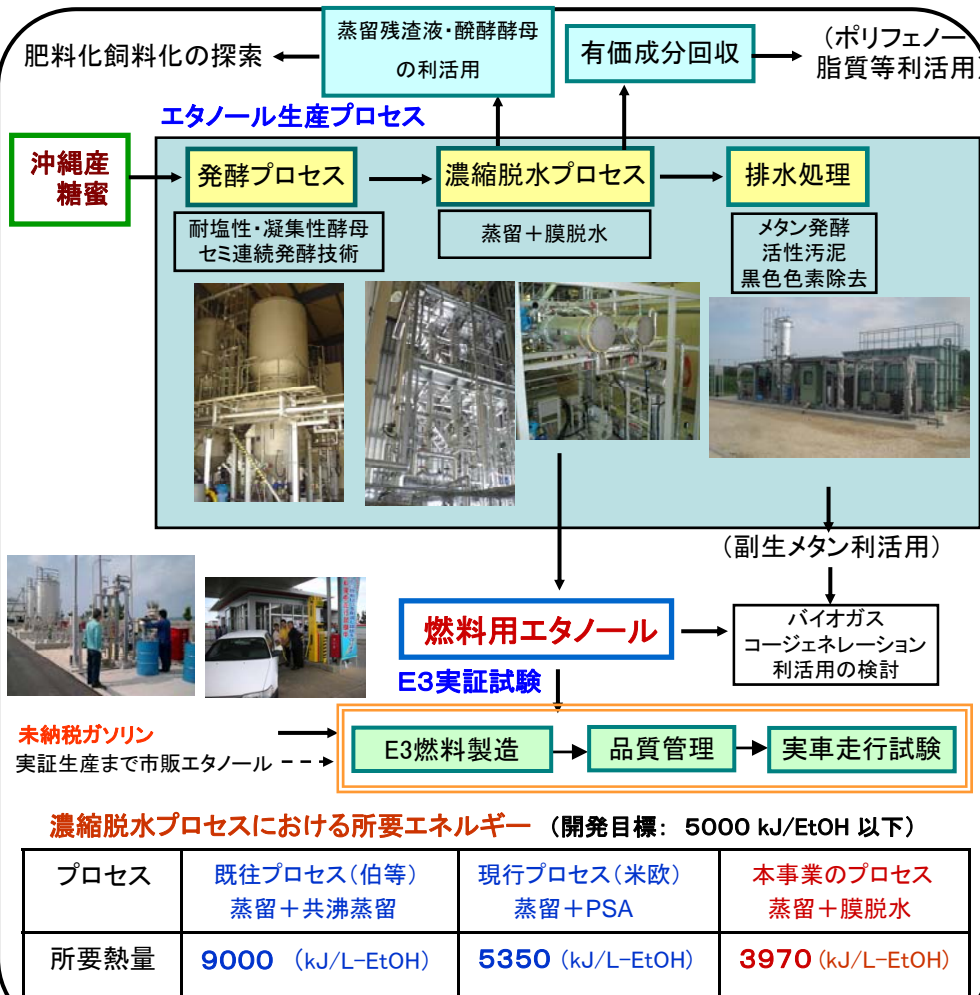 蒸留残渣液・醗酵酵母
の利活用
肥料化飼料化の探索
有価成分回収
(ポリフェノー
脂質等利活用)
エタノール生産プロセス
沖縄産
糖蜜
発酵プロセス
濃縮脱水プロセス
排水処理
耐塩性・凝集性酵母
セミ連続発酵技術
蒸留＋膜脱水
メタン発酵
活性汚泥
黒色色素除去
(副生メタン利活用)
燃料用エタノール
バイオガス
コージェネレーション
利活用の検討
E3実証試験
未納税ガソリン
実証生産まで市販エタノール
E3燃料製造
品質管理
実車走行試験
濃縮脱水プロセスにおける所要エネルギー (開発目標: 5000 kJ/EtOH 以下)
プロセス
既往プロセス(伯等)
蒸留＋共沸蒸留
現行プロセス(米欧)
蒸留＋PSA
本事業のプロセス
蒸留＋膜脱水
所要熱量
9000 (kJ/L-EtOH)
5350 (kJ/L-EtOH)
3970 (kJ/L-EtOH)